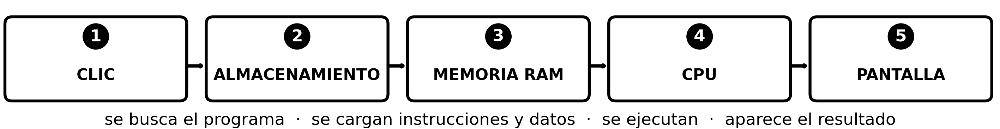 1 2 3 4 5
CLIC ALMACENAMIENTO MEMORIA RAM CPU PANTALLA
se busca el programa · se cargan instrucciones y datos · se ejecutan · aparece el resultado